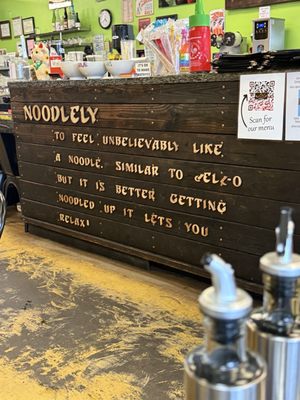 NOODLELY
TO FEEL UNBELIEVABLY LIKE
A NOODLE, SIMILAR TO JELL-O
BUT IT IS BETTER GETTING
NOODLED UP IT LETS YOU
RELAX!
Scan for
our menu